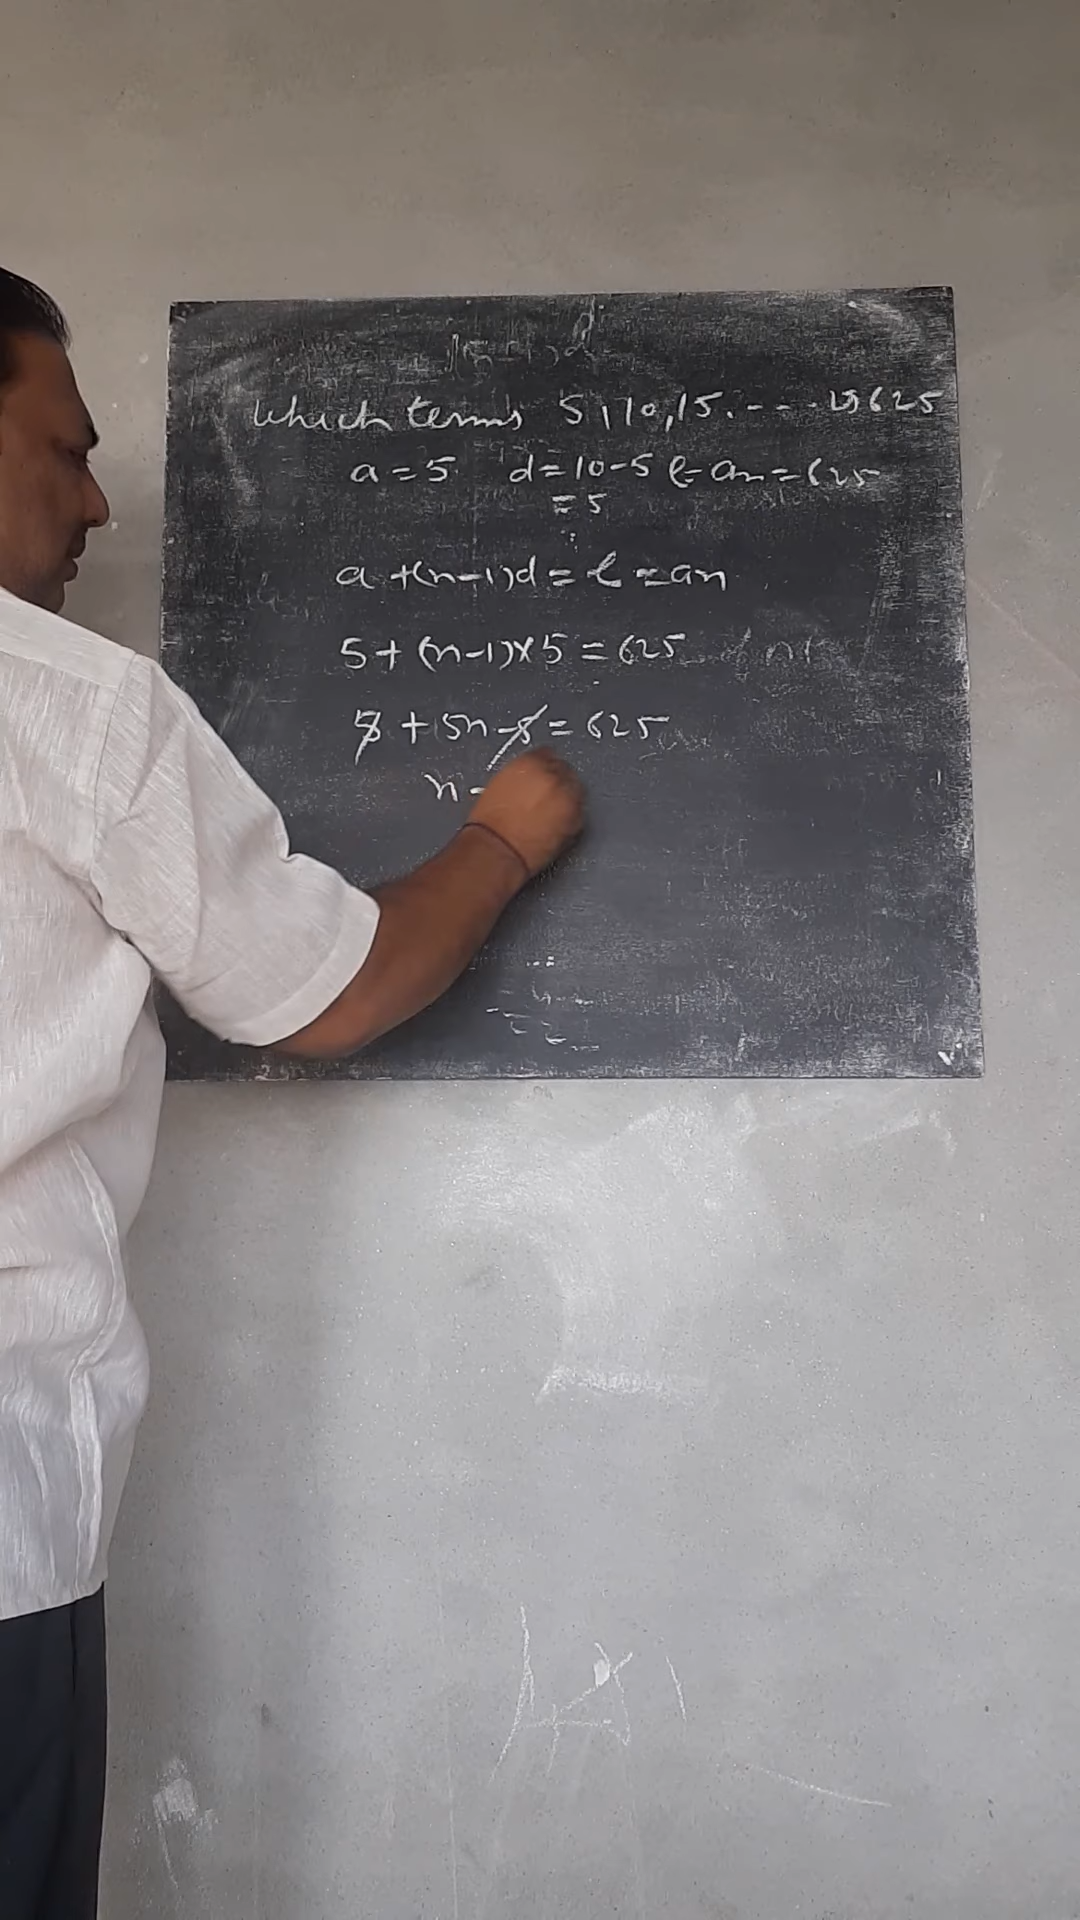 which terms 5, 10, 15. - - - . is 625
a = 5 d = 10 - 5 l = an = 625
= 5
a + (n-1)d = l = an
5 + (n-1)x5 = 625
5 + 5n - 5 = 625
n =